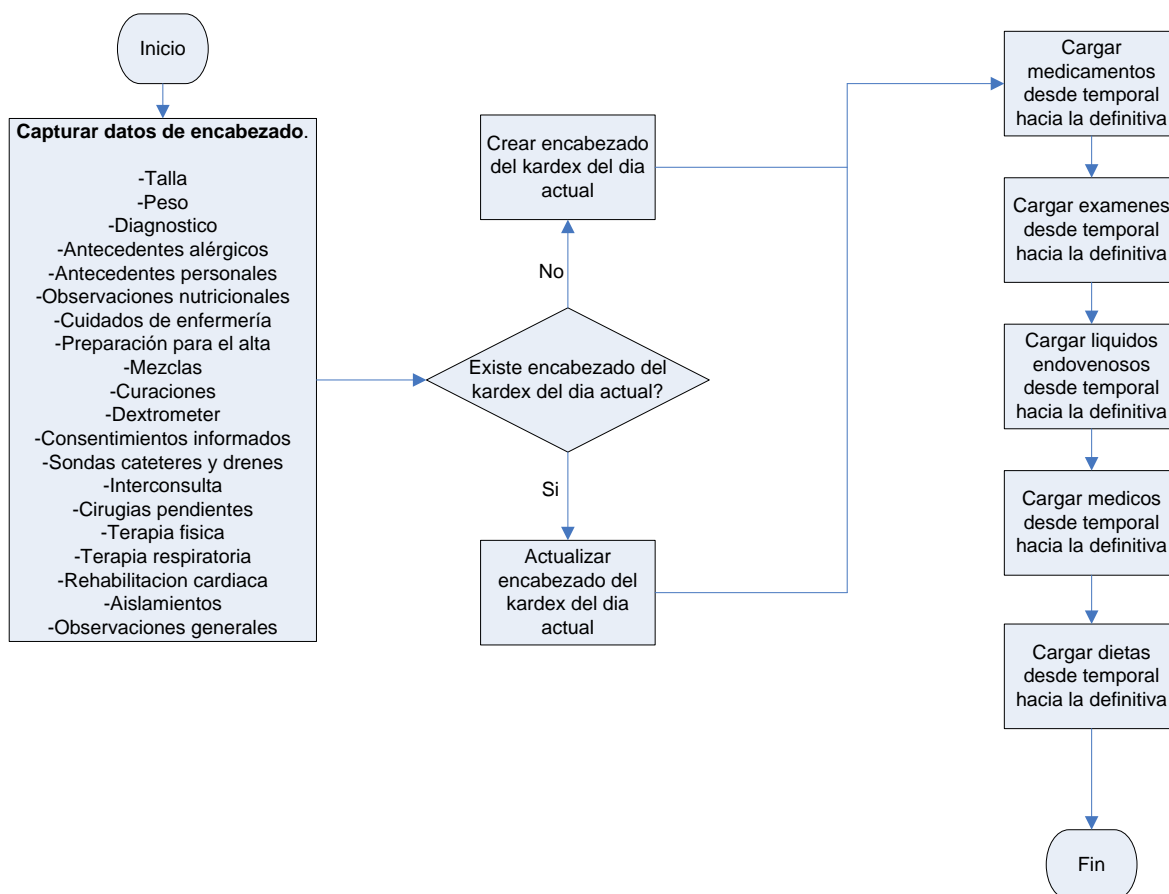 Inicio
Capturar datos de encabezado.
-Talla
-Peso
-Diagnostico
-Antecedentes alérgicos
-Antecedentes personales
-Observaciones nutricionales
-Cuidados de enfermería
-Preparación para el alta
-Mezclas
-Curaciones
-Dextrometer
-Consentimientos informados
-Sondas cateteres y drenes
-Interconsulta
-Cirugias pendientes
-Terapia fisica
-Terapia respiratoria
-Rehabilitacion cardiaca
-Aislamientos
-Observaciones generales
Existe encabezado del
kardex del dia actual?
No
Crear encabezado
del kardex del dia
actual
Si
Actualizar
encabezado del
kardex del dia
actual
Cargar
medicamentos
desde temporal
hacia la definitiva
Cargar examenes
desde temporal
hacia la definitiva
Cargar liquidos
endovenosos
desde temporal
hacia la definitiva
Cargar medicos
desde temporal
hacia la definitiva
Cargar dietas
desde temporal
hacia la definitiva
Fin